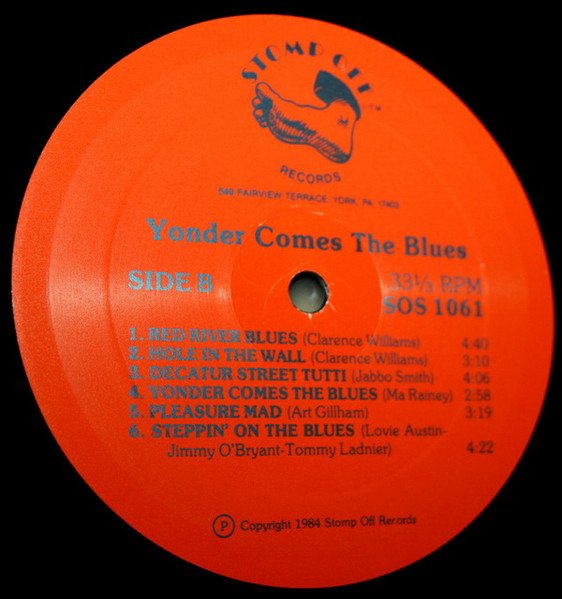 STOMP OFF
TM
RECORDS
549 FAIRVIEW TERRACE, YORK, PA 17403
Yonder Comes The Blues
SIDE B
33⅓ RPM
SOS 1061
1. RED RIVER BLUES (Clarence Williams) 4:40
2. HOLE IN THE WALL (Clarence Williams) 3:10
3. DECATUR STREET TUTTI (Jabbo Smith) 4:06
4. YONDER COMES THE BLUES (Ma Rainey) 2:58
5. PLEASURE MAD (Art Gillham) 3:19
6. STEPPIN' ON THE BLUES (Lovie Austin-
Jimmy O'Bryant-Tommy Ladnier) 4:22
Ⓟ Copyright 1984 Stomp Off Records